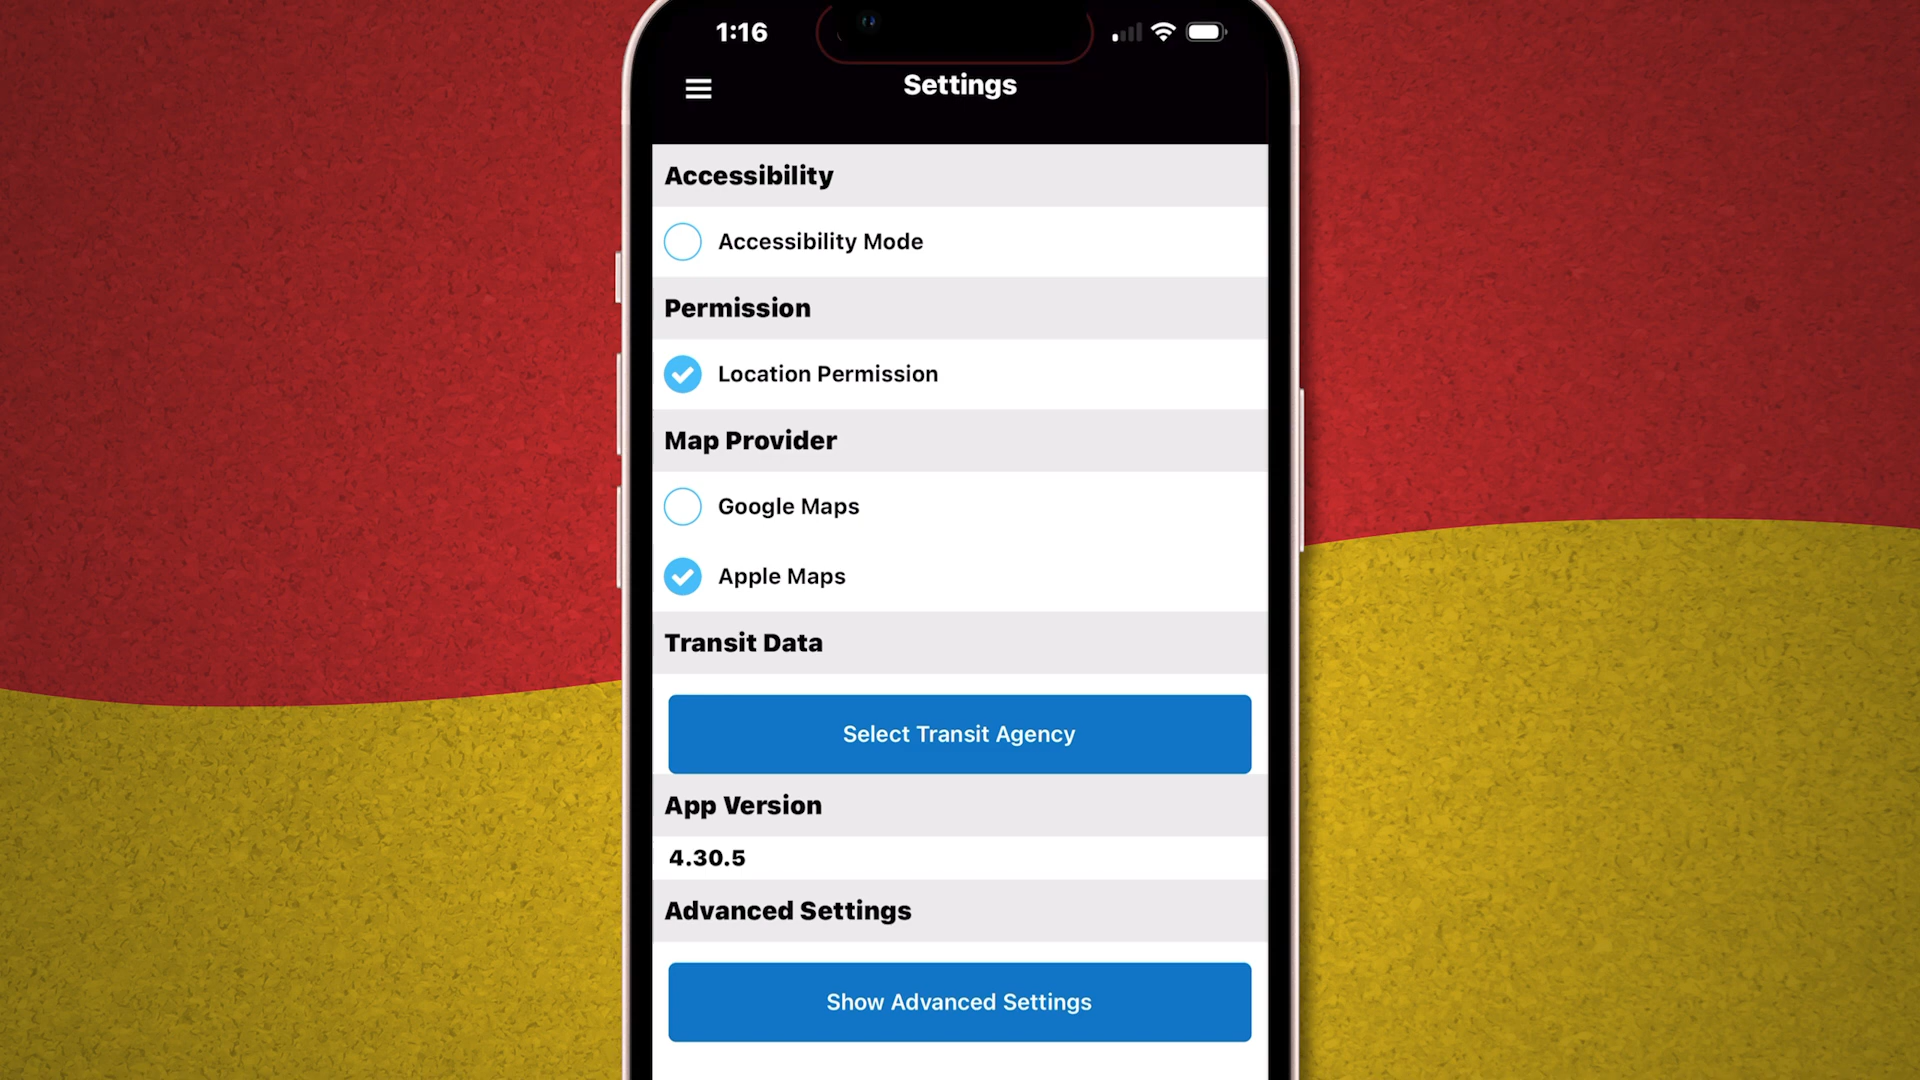 1:16
Settings
Accessibility
Accessibility Mode
Permission
Location Permission
Map Provider
Google Maps
Apple Maps
Transit Data
Select Transit Agency
App Version
4.30.5
Advanced Settings
Show Advanced Settings